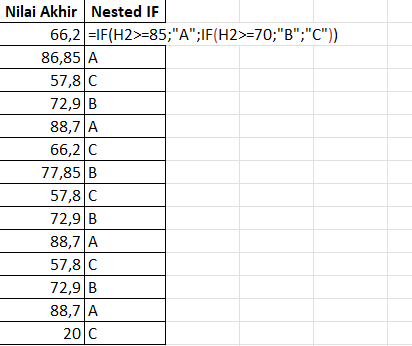 Nilai Akhir Nested IF
66,2 =IF(H2>=85;"A";IF(H2>=70;"B";"C"))
86,85 A
57,8 C
72,9 B
88,7 A
66,2 C
77,85 B
57,8 C
72,9 B
88,7 A
57,8 C
72,9 B
88,7 A
20 C